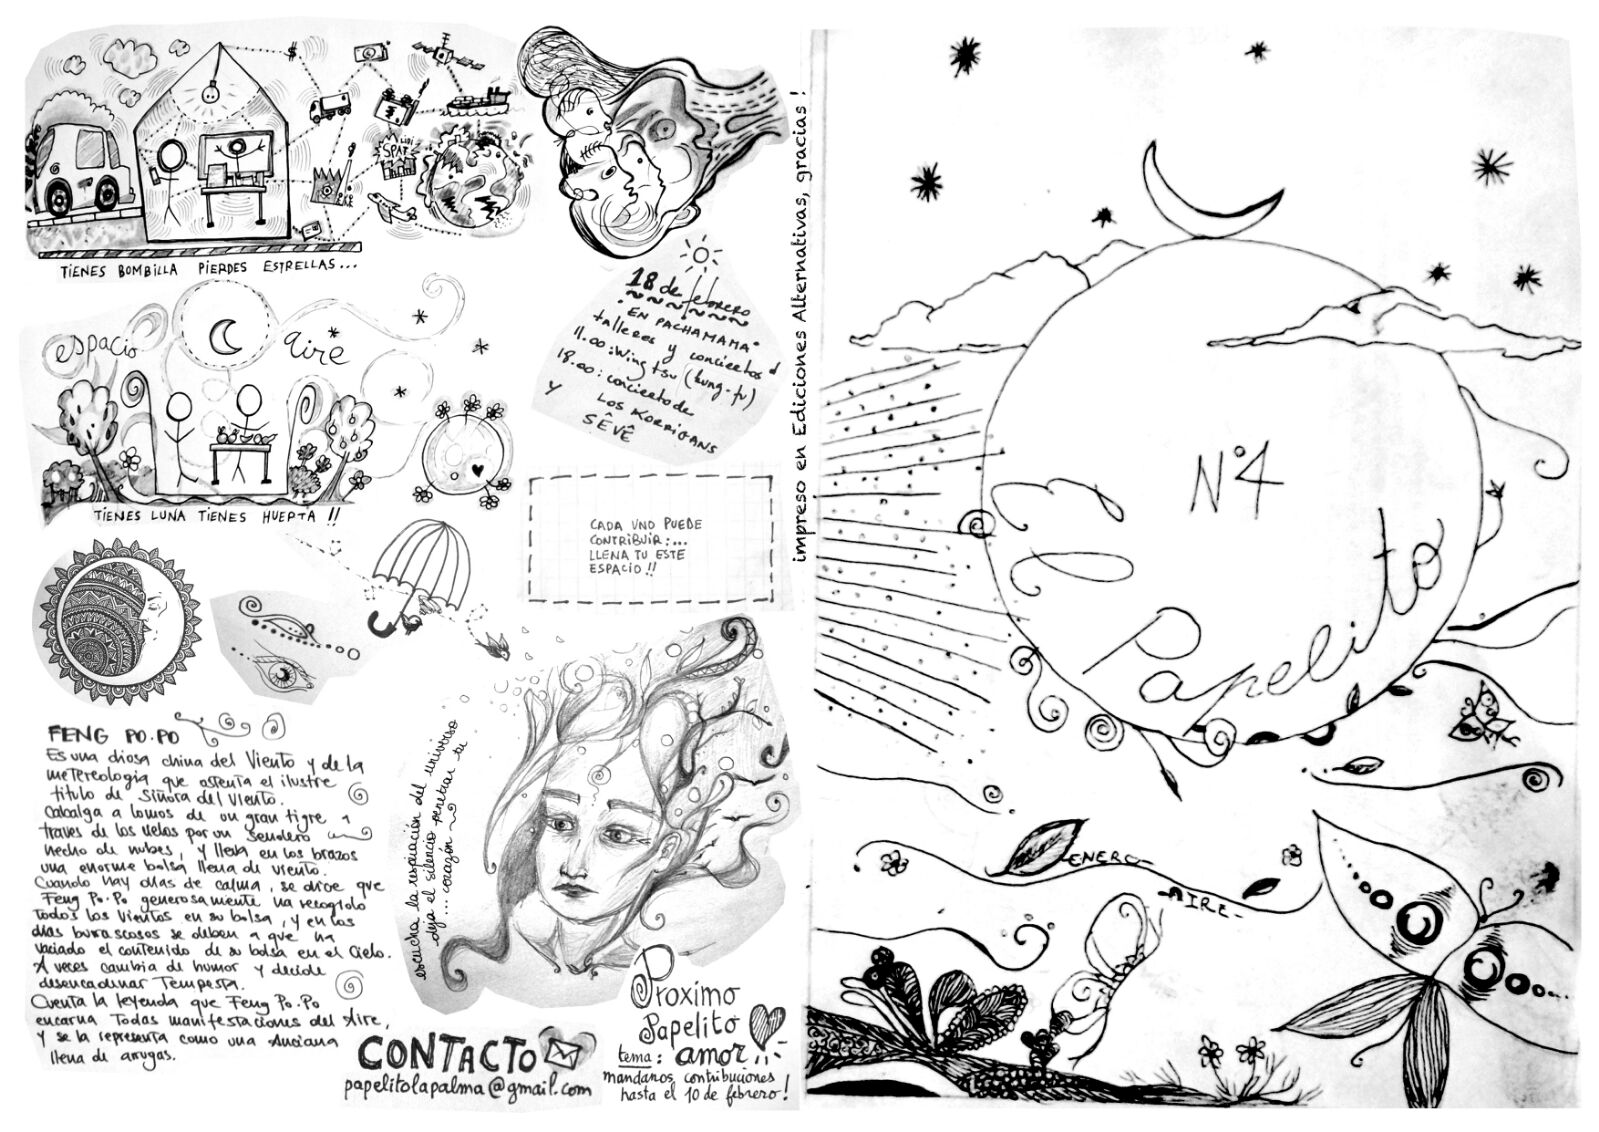 $
LIDL
SPAR
TIENES BOMBILLA PIERDES ESTRELLAS...
espacio aire
TIENES LUNA TIENES HUERTA !!
18 de febrero
EN PACHAMAMA
talleres y conciertos
11.00: Wing tsu (kung-fu)
18.00: concierto de
LOS KORRIGANS
y
SÊVÊ
CADA UNO PUEDE
CONTRIBUIR:...
LLENA TU ESTE
ESPACIO!!
FENG PO.PO
Es una diosa china del Viento y de la
metereologia que ostenta el ilustre
titulo de Señora del Viento.
Cabalga a lomos de un gran tigre a
traves de los cielos por un sendero
hecho de nubes, y lleva en los brazos
una enorme bolsa llena de viento.
Cuando hay dias de calma, se dice que
Feng Po.Po generosamente ha recogido
todos los vientos en su bolsa, y en los
dias burrascosos se deben a que ha
vaciado el contenido de su bolsa en el Cielo.
A veces cambia de humor y decide
desencadenar Tempesta.
Cuenta la leyenda que Feng Po.Po
encarna Todas manifestaciones del Aire,
y se la representa como una Anciana
llena de arrugas.
escucha la respiración del universo
deja el silencio penetrar tu
... corazón
CONTACTO
papelitolapalma@gmail.com
Proximo
Papelito
tema: amor
mandanos contribuciones
hasta el 10 de febrero!
impreso en Ediciones Alternativas, gracias !
N°4
El Papelito
-ENERO-
-AIRE-